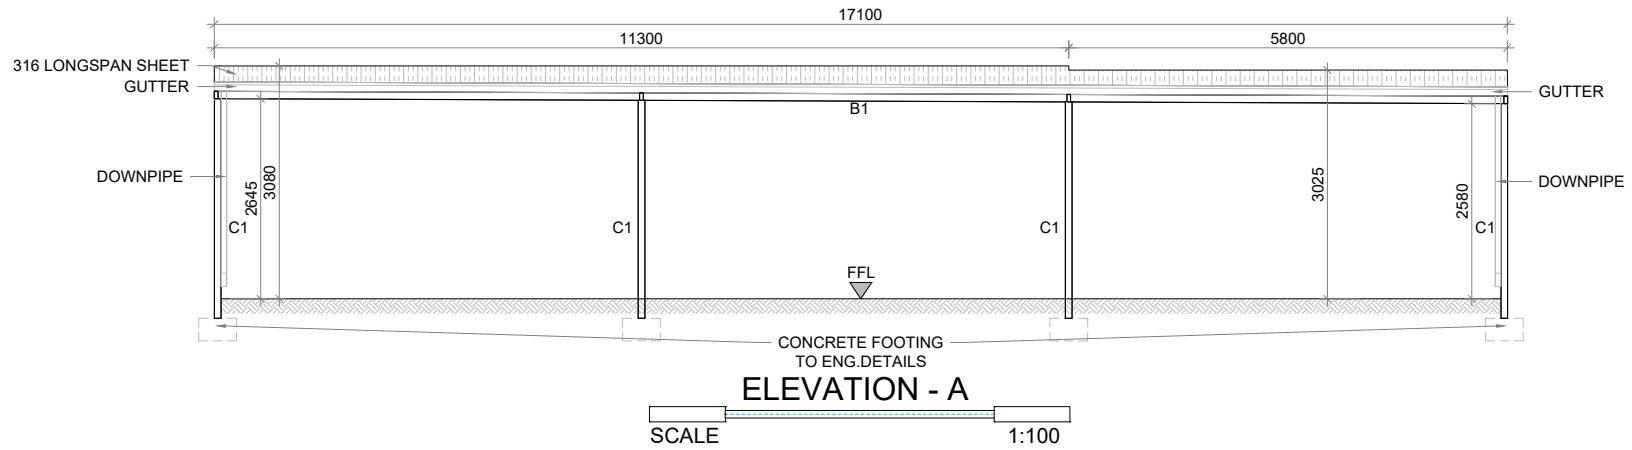 17100
11300
5800
316 LONGSPAN SHEET
GUTTER
GUTTER
B1
DOWNPIPE
DOWNPIPE
2645
3080
3025
2580
C1
C1
C1
C1
FFL
CONCRETE FOOTING
TO ENG.DETAILS
ELEVATION - A
SCALE
1:100